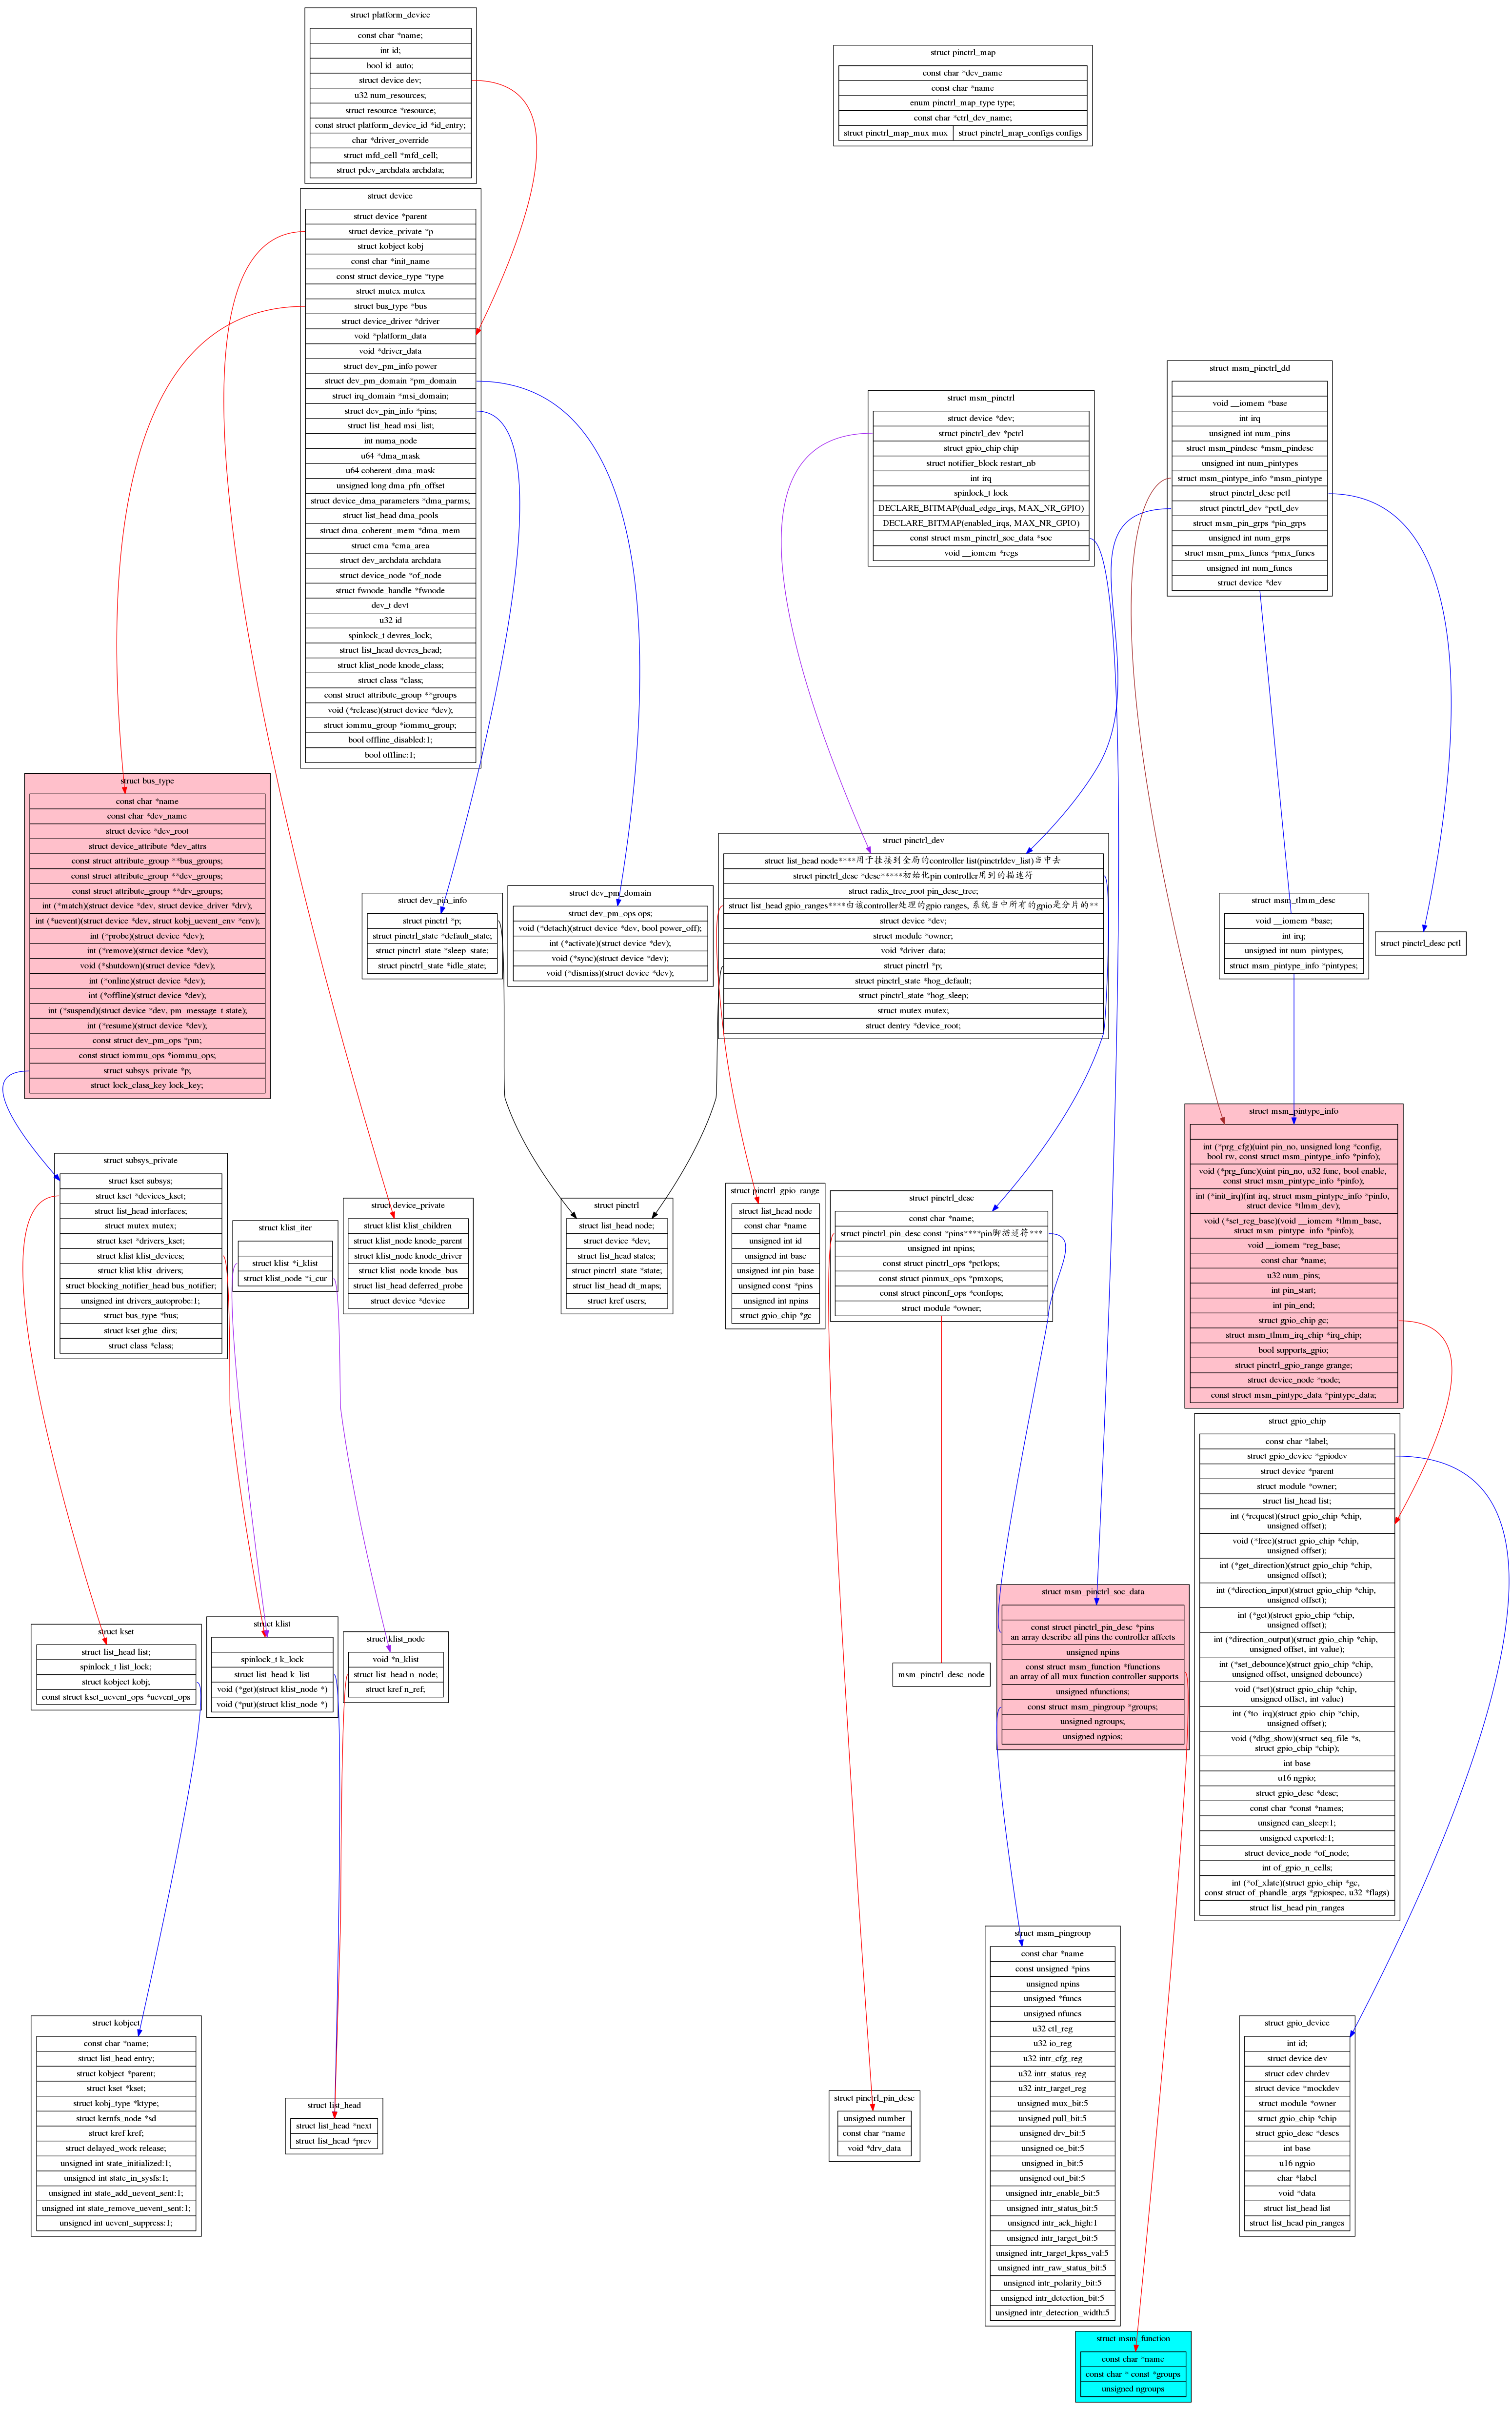 struct platform_device
const char *name;
int id;
bool id_auto;
struct device dev;
u32 num_resources;
struct resource *resource;
const struct platform_device_id *id_entry;
char *driver_override
struct mfd_cell *mfd_cell;
struct pdev_archdata archdata;
struct pinctrl_map
const char *dev_name
const char *name
enum pinctrl_map_type type;
const char *ctrl_dev_name;
struct pinctrl_map_mux mux
struct pinctrl_map_configs configs
struct device
struct device *parent
struct device_private *p
struct kobject kobj
const char *init_name
const struct device_type *type
struct mutex mutex
struct bus_type *bus
struct device_driver *driver
void *platform_data
void *driver_data
struct dev_pm_info power
struct dev_pm_domain *pm_domain
struct irq_domain *msi_domain;
struct dev_pin_info *pins;
struct list_head msi_list;
int numa_node
u64 *dma_mask
u64 coherent_dma_mask
unsigned long dma_pfn_offset
struct device_dma_parameters *dma_parms;
struct list_head dma_pools
struct dma_coherent_mem *dma_mem
struct cma *cma_area
struct dev_archdata archdata
struct device_node *of_node
struct fwnode_handle *fwnode
dev_t devt
u32 id
spinlock_t devres_lock;
struct list_head devres_head;
struct klist_node knode_class;
struct class *class;
const struct attribute_group **groups
void (*release)(struct device *dev);
struct iommu_group *iommu_group;
bool offline_disabled:1;
bool offline:1;
struct msm_pinctrl
struct device *dev;
struct pinctrl_dev *pctrl
struct gpio_chip chip
struct notifier_block restart_nb
int irq
spinlock_t lock
DECLARE_BITMAP(dual_edge_irqs, MAX_NR_GPIO)
DECLARE_BITMAP(enabled_irqs, MAX_NR_GPIO)
const struct msm_pinctrl_soc_data *soc
void __iomem *regs
struct msm_pinctrl_dd
void __iomem *base
int irq
unsigned int num_pins
struct msm_pindesc *msm_pindesc
unsigned int num_pintypes
struct msm_pintype_info *msm_pintype
struct pinctrl_desc pctl
struct pinctrl_dev *pctl_dev
struct msm_pin_grps *pin_grps
unsigned int num_grps
struct msm_pmx_funcs *pmx_funcs
unsigned int num_funcs
struct device *dev
struct bus_type
const char *name
const char *dev_name
struct device *dev_root
struct device_attribute *dev_attrs
const struct attribute_group **bus_groups;
const struct attribute_group **dev_groups;
const struct attribute_group **drv_groups;
int (*match)(struct device *dev, struct device_driver *drv);
int (*uevent)(struct device *dev, struct kobj_uevent_env *env);
int (*probe)(struct device *dev);
int (*remove)(struct device *dev);
void (*shutdown)(struct device *dev);
int (*online)(struct device *dev);
int (*offline)(struct device *dev);
int (*suspend)(struct device *dev, pm_message_t state);
int (*resume)(struct device *dev);
const struct dev_pm_ops *pm;
const struct iommu_ops *iommu_ops;
struct subsys_private *p;
struct lock_class_key lock_key;
struct dev_pin_info
struct pinctrl *p;
struct pinctrl_state *default_state;
struct pinctrl_state *sleep_state;
struct pinctrl_state *idle_state;
struct dev_pm_domain
struct dev_pm_ops ops;
void (*detach)(struct device *dev, bool power_off);
int (*activate)(struct device *dev);
void (*sync)(struct device *dev);
void (*dismiss)(struct device *dev);
struct pinctrl_dev
struct list_head node****用于挂接到全局的controller list(pinctrldev_list)当中去
struct pinctrl_desc *desc*****初始化pin controller用到的描述符
struct radix_tree_root pin_desc_tree;
struct list_head gpio_ranges****由该controller处理的gpio ranges, 系统当中所有的gpio是分片的**
struct device *dev;
struct module *owner;
void *driver_data;
struct pinctrl *p;
struct pinctrl_state *hog_default;
struct pinctrl_state *hog_sleep;
struct mutex mutex;
struct dentry *device_root;
struct msm_tlmm_desc
void __iomem *base;
int irq;
unsigned int num_pintypes;
struct msm_pintype_info *pintypes;
struct pinctrl_desc pctl
struct msm_pintype_info
int (*prg_cfg)(uint pin_no, unsigned long *config,
bool rw, const struct msm_pintype_info *pinfo);
void (*prg_func)(uint pin_no, u32 func, bool enable,
const struct msm_pintype_info *pinfo);
int (*init_irq)(int irq, struct msm_pintype_info *pinfo,
struct device *tlmm_dev);
void (*set_reg_base)(void __iomem *tlmm_base,
struct msm_pintype_info *pinfo);
void __iomem *reg_base;
const char *name;
u32 num_pins;
int pin_start;
int pin_end;
struct gpio_chip gc;
struct msm_tlmm_irq_chip *irq_chip;
bool supports_gpio;
struct pinctrl_gpio_range grange;
struct device_node *node;
const struct msm_pintype_data *pintype_data;
struct subsys_private
struct kset subsys;
struct kset *devices_kset;
struct list_head interfaces;
struct mutex mutex;
struct kset *drivers_kset;
struct klist klist_devices;
struct klist klist_drivers;
struct blocking_notifier_head bus_notifier;
unsigned int drivers_autoprobe:1;
struct bus_type *bus;
struct kset glue_dirs;
struct class *class;
struct klist_iter
struct klist *i_klist
struct klist_node *i_cur
struct device_private
struct klist klist_children
struct klist_node knode_parent
struct klist_node knode_driver
struct klist_node knode_bus
struct list_head deferred_probe
struct device *device
struct pinctrl
struct list_head node;
struct device *dev;
struct list_head states;
struct pinctrl_state *state;
struct list_head dt_maps;
struct kref users;
struct pinctrl_gpio_range
struct list_head node
const char *name
unsigned int id
unsigned int base
unsigned int pin_base
unsigned const *pins
unsigned int npins
struct gpio_chip *gc
struct pinctrl_desc
const char *name;
struct pinctrl_pin_desc const *pins****pin脚描述符***
unsigned int npins;
const struct pinctrl_ops *pctlops;
const struct pinmux_ops *pmxops;
const struct pinconf_ops *confops;
struct module *owner;
struct gpio_chip
const char *label;
struct gpio_device *gpiodev
struct device *parent
struct module *owner;
struct list_head list;
int (*request)(struct gpio_chip *chip,
unsigned offset);
void (*free)(struct gpio_chip *chip,
unsigned offset);
int (*get_direction)(struct gpio_chip *chip,
unsigned offset);
int (*direction_input)(struct gpio_chip *chip,
unsigned offset);
int (*get)(struct gpio_chip *chip,
unsigned offset);
int (*direction_output)(struct gpio_chip *chip,
unsigned offset, int value);
int (*set_debounce)(struct gpio_chip *chip,
unsigned offset, unsigned debounce)
void (*set)(struct gpio_chip *chip,
unsigned offset, int value)
int (*to_irq)(struct gpio_chip *chip,
unsigned offset);
void (*dbg_show)(struct seq_file *s,
struct gpio_chip *chip);
int base
u16 ngpio;
struct gpio_desc *desc;
const char *const *names;
unsigned can_sleep:1;
unsigned exported:1;
struct device_node *of_node;
int of_gpio_n_cells;
int (*of_xlate)(struct gpio_chip *gc,
const struct of_phandle_args *gpiospec, u32 *flags)
struct list_head pin_ranges
struct kset
struct list_head list;
spinlock_t list_lock;
struct kobject kobj;
const struct kset_uevent_ops *uevent_ops
struct klist
spinlock_t k_lock
struct list_head k_list
void (*get)(struct klist_node *)
void (*put)(struct klist_node *)
struct klist_node
void *n_klist
struct list_head n_node;
struct kref n_ref;
msm_pinctrl_desc_node
struct msm_pinctrl_soc_data
const struct pinctrl_pin_desc *pins
an array describe all pins the controller affects
unsigned npins
const struct msm_function *functions
an array of all mux function controller supports
unsigned nfunctions;
const struct msm_pingroup *groups;
unsigned ngroups;
unsigned ngpios;
struct kobject
const char *name;
struct list_head entry;
struct kobject *parent;
struct kset *kset;
struct kobj_type *ktype;
struct kernfs_node *sd
struct kref kref;
struct delayed_work release;
unsigned int state_initialized:1;
unsigned int state_in_sysfs:1;
unsigned int state_add_uevent_sent:1;
unsigned int state_remove_uevent_sent:1;
unsigned int uevent_suppress:1;
struct list_head
struct list_head *next
struct list_head *prev
struct pinctrl_pin_desc
unsigned number
const char *name
void *drv_data
struct msm_pingroup
const char *name
const unsigned *pins
unsigned npins
unsigned *funcs
unsigned nfuncs
u32 ctl_reg
u32 io_reg
u32 intr_cfg_reg
u32 intr_status_reg
u32 intr_target_reg
unsigned mux_bit:5
unsigned pull_bit:5
unsigned drv_bit:5
unsigned oe_bit:5
unsigned in_bit:5
unsigned out_bit:5
unsigned intr_enable_bit:5
unsigned intr_status_bit:5
unsigned intr_ack_high:1
unsigned intr_target_bit:5
unsigned intr_target_kpss_val:5
unsigned intr_raw_status_bit:5
unsigned intr_polarity_bit:5
unsigned intr_detection_bit:5
unsigned intr_detection_width:5
struct gpio_device
int id;
struct device dev
struct cdev chrdev
struct device *mockdev
struct module *owner
struct gpio_chip *chip
struct gpio_desc *descs
int base
u16 ngpio
char *label
void *data
struct list_head list
struct list_head pin_ranges
struct msm_function
const char *name
const char * const *groups
unsigned ngroups